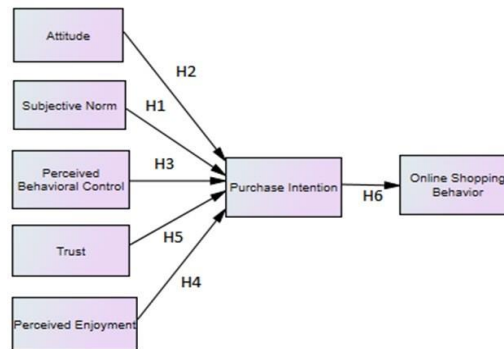 Attitude
H2
Subjective Norm
H1
Perceived
Behavioral Control
H3
Purchase Intention
H6
Online Shopping
Behavior
Trust
H5
H4
Perceived Enjoyment